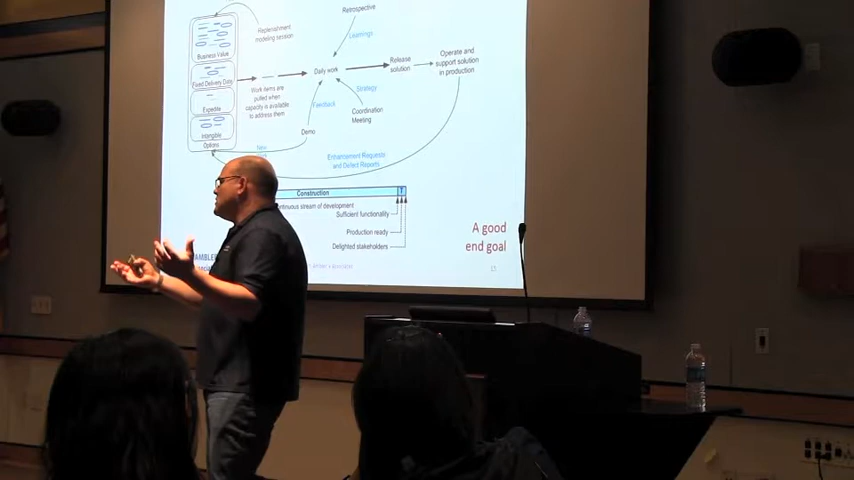 Retrospective
Replenishment
modeling session
Learnings
Business Value
Fixed Delivery Date
Expedite
Intangible
Options
Work items are
pulled when
capacity is available
to address them
Daily work
Release
solution
Operate and
support solution
in production
Strategy
Feedback
Coordination
Meeting
Demo
New
Enhancement Requests
and Defect Reports
Construction
T
continuous stream of development
Sufficient functionality
Production ready
Delighted stakeholders
A good
end goal
AMBLER